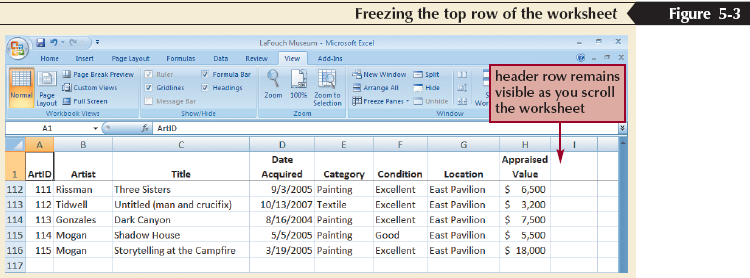 Freezing the top row of the worksheet Figure 5-3
LaFouch Museum - Microsoft Excel
Home Insert Page Layout Formulas Data Review View Add-Ins
Normal Page Layout Page Break Preview Custom Views Full Screen
Workbook Views
Ruler Formula Bar
Gridlines Headings
Message Bar
Show/Hide
Zoom 100% Zoom to Selection
Zoom
New Window Split
Arrange All Hide
Freeze Panes Unhide
Window
header row remains
visible as you scroll
the worksheet
A1 fx ArtID
A B C D E F G H I
1 ArtID Artist Title Date Acquired Category Condition Location Appraised Value
112 111 Rissman Three Sisters 9/3/2005 Painting Excellent East Pavilion $ 6,500
113 112 Tidwell Untitled (man and crucifix) 10/13/2007 Textile Excellent East Pavilion $ 3,200
114 113 Gonzales Dark Canyon 8/16/2004 Painting Excellent East Pavilion $ 7,500
115 114 Mogan Shadow House 5/5/2005 Painting Good East Pavilion $ 5,500
116 115 Mogan Storytelling at the Campfire 3/19/2005 Painting Excellent East Pavilion $ 18,000
117